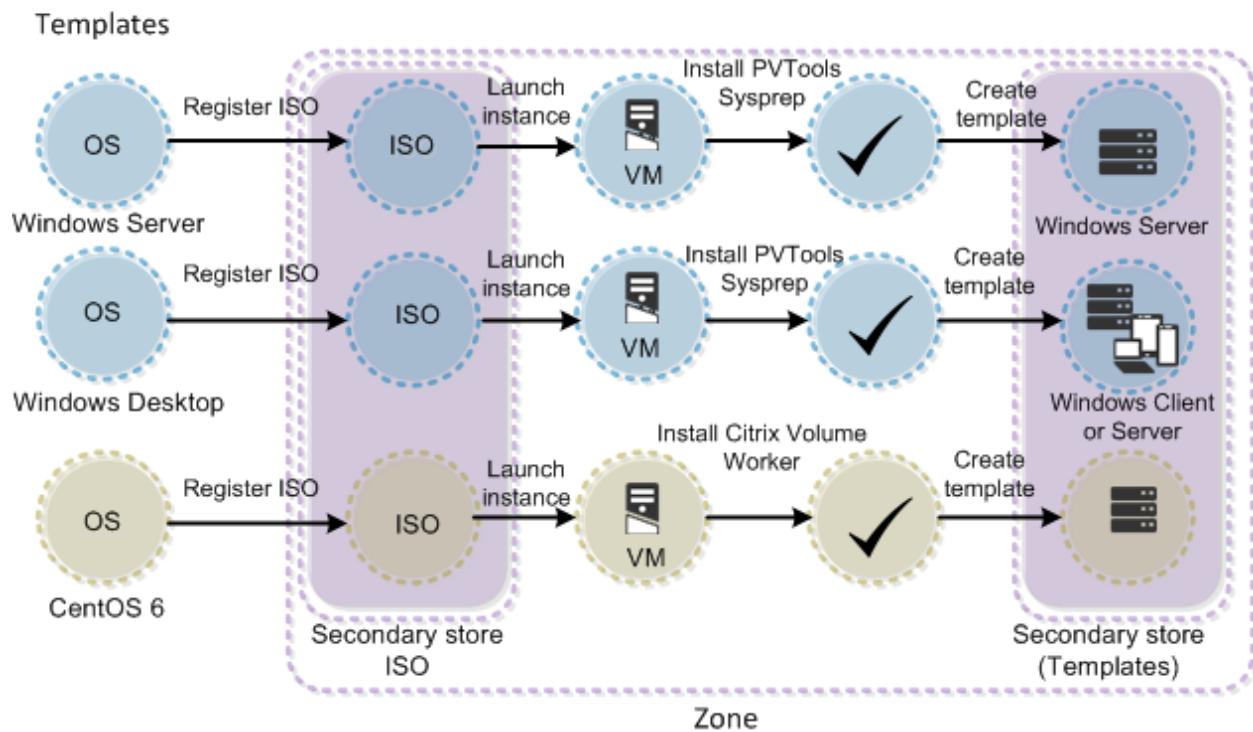 Templates
Register ISO
Launch
instance
Install PVTools
Sysprep
Create
template
OS
ISO
VM
Windows Server
Windows Server
Register ISO
Launch
instance
Install PVTools
Sysprep
Create
template
OS
ISO
VM
Windows Desktop
Windows Client
or Server
Register ISO
Launch
instance
Install Citrix Volume
Worker
Create
template
OS
ISO
VM
CentOS 6
Secondary store
ISO
Secondary store
(Templates)
Zone